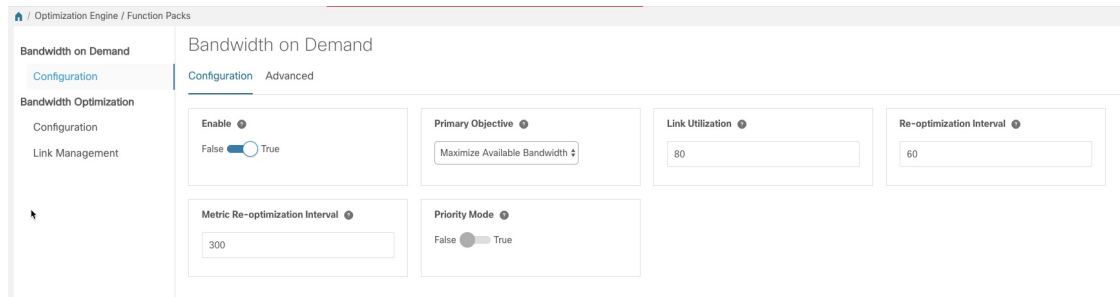 / Optimization Engine / Function Packs
Bandwidth on Demand
Configuration
Bandwidth Optimization
Configuration
Link Management
Bandwidth on Demand
Configuration Advanced
Enable
False True
Primary Objective
Maximize Available Bandwidth
Link Utilization
80
Re-optimization Interval
60
Metric Re-optimization Interval
300
Priority Mode
False True